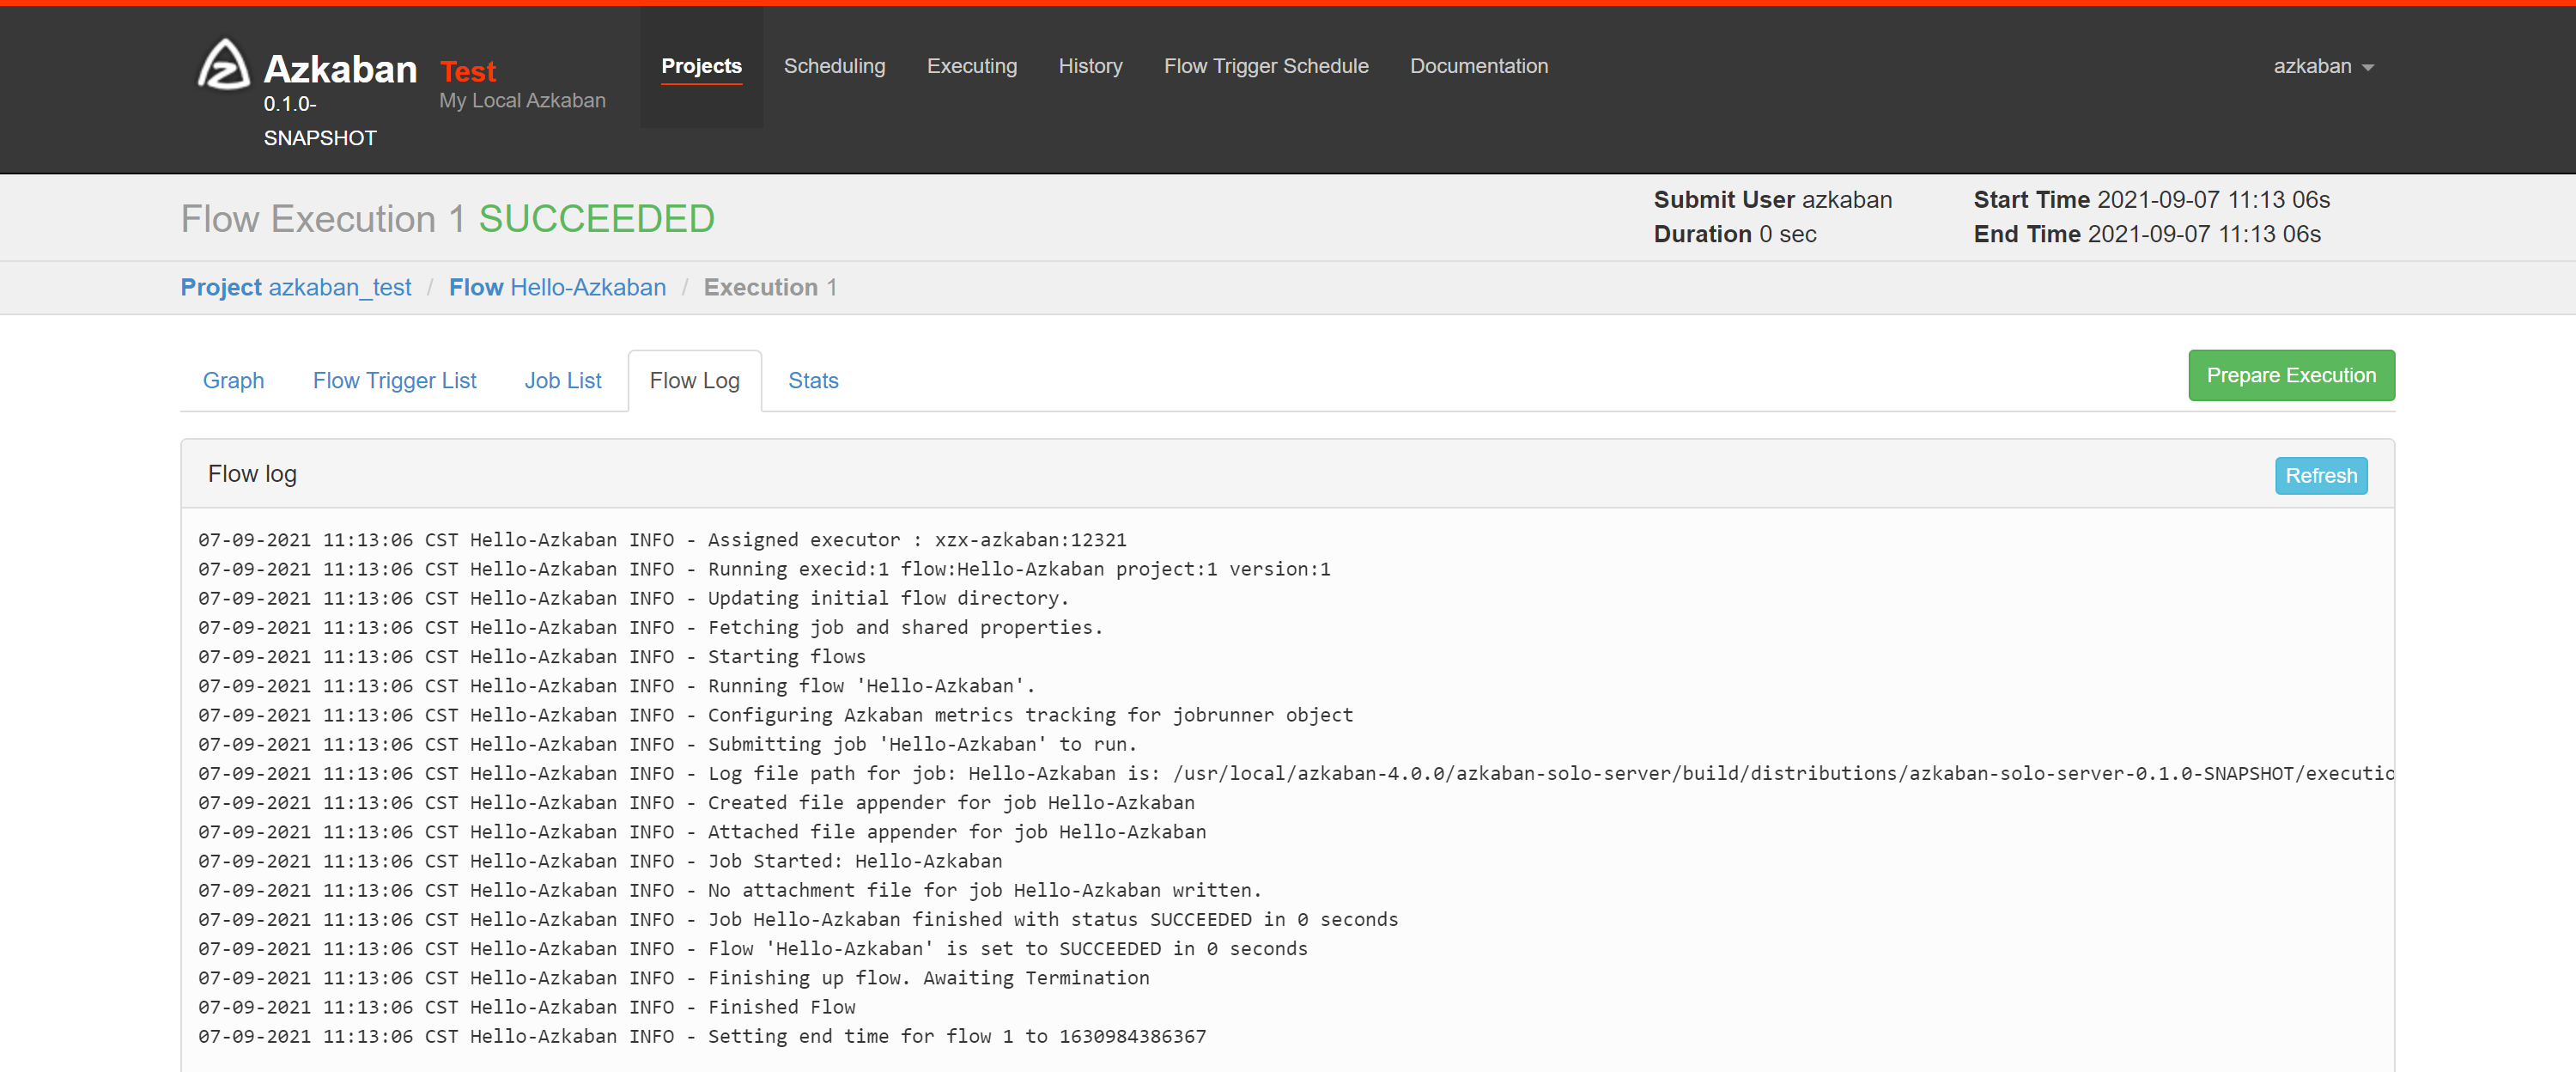 Azkaban
0.1.0-
SNAPSHOT
Test
My Local Azkaban
Projects
Scheduling
Executing
History
Flow Trigger Schedule
Documentation
azkaban
Flow Execution 1 SUCCEEDED
Submit User azkaban
Duration 0 sec
Start Time 2021-09-07 11:13 06s
End Time 2021-09-07 11:13 06s
Project azkaban_test / Flow Hello-Azkaban / Execution 1
Graph
Flow Trigger List
Job List
Flow Log
Stats
Prepare Execution
Flow log
Refresh
07-09-2021 11:13:06 CST Hello-Azkaban INFO - Assigned executor : xzx-azkaban:12321
07-09-2021 11:13:06 CST Hello-Azkaban INFO - Running execid:1 flow:Hello-Azkaban project:1 version:1
07-09-2021 11:13:06 CST Hello-Azkaban INFO - Updating initial flow directory.
07-09-2021 11:13:06 CST Hello-Azkaban INFO - Fetching job and shared properties.
07-09-2021 11:13:06 CST Hello-Azkaban INFO - Starting flows
07-09-2021 11:13:06 CST Hello-Azkaban INFO - Running flow 'Hello-Azkaban'.
07-09-2021 11:13:06 CST Hello-Azkaban INFO - Configuring Azkaban metrics tracking for jobrunner object
07-09-2021 11:13:06 CST Hello-Azkaban INFO - Submitting job 'Hello-Azkaban' to run.
07-09-2021 11:13:06 CST Hello-Azkaban INFO - Log file path for job: Hello-Azkaban is: /usr/local/azkaban-4.0.0/azkaban-solo-server/build/distributions/azkaban-solo-server-0.1.0-SNAPSHOT/executio
07-09-2021 11:13:06 CST Hello-Azkaban INFO - Created file appender for job Hello-Azkaban
07-09-2021 11:13:06 CST Hello-Azkaban INFO - Attached file appender for job Hello-Azkaban
07-09-2021 11:13:06 CST Hello-Azkaban INFO - Job Started: Hello-Azkaban
07-09-2021 11:13:06 CST Hello-Azkaban INFO - No attachment file for job Hello-Azkaban written.
07-09-2021 11:13:06 CST Hello-Azkaban INFO - Job Hello-Azkaban finished with status SUCCEEDED in 0 seconds
07-09-2021 11:13:06 CST Hello-Azkaban INFO - Flow 'Hello-Azkaban' is set to SUCCEEDED in 0 seconds
07-09-2021 11:13:06 CST Hello-Azkaban INFO - Finishing up flow. Awaiting Termination
07-09-2021 11:13:06 CST Hello-Azkaban INFO - Finished Flow
07-09-2021 11:13:06 CST Hello-Azkaban INFO - Setting end time for flow 1 to 1630984386367